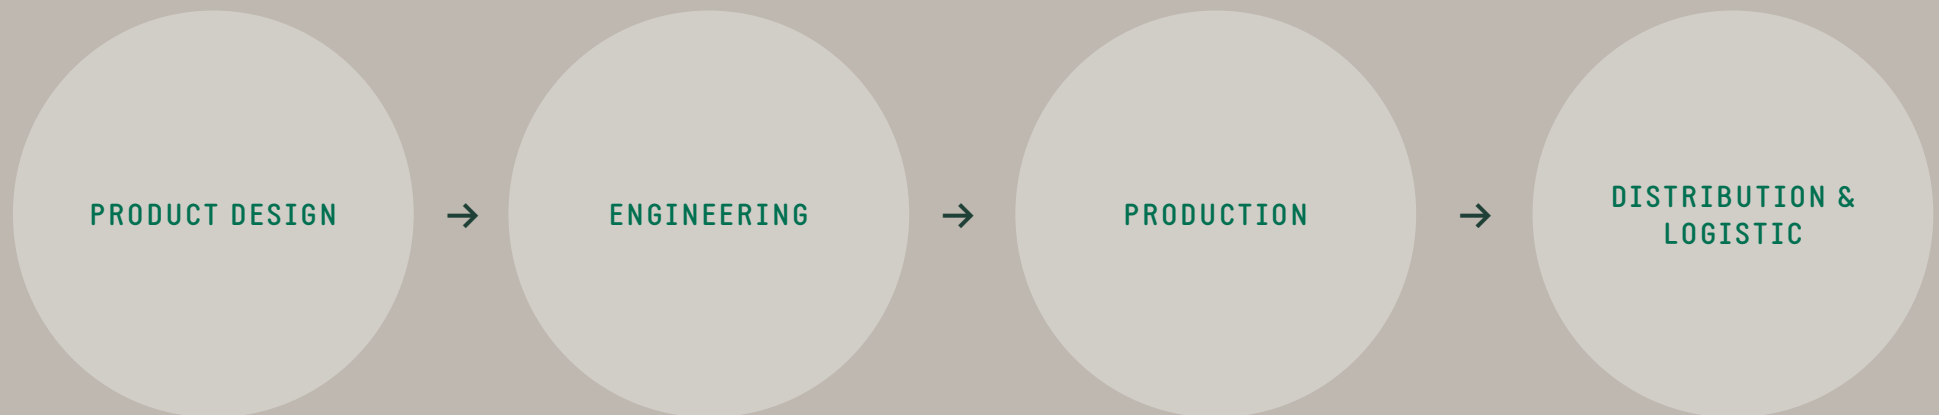 PRODUCT DESIGN
ENGINEERING
PRODUCTION
DISTRIBUTION &
LOGISTIC